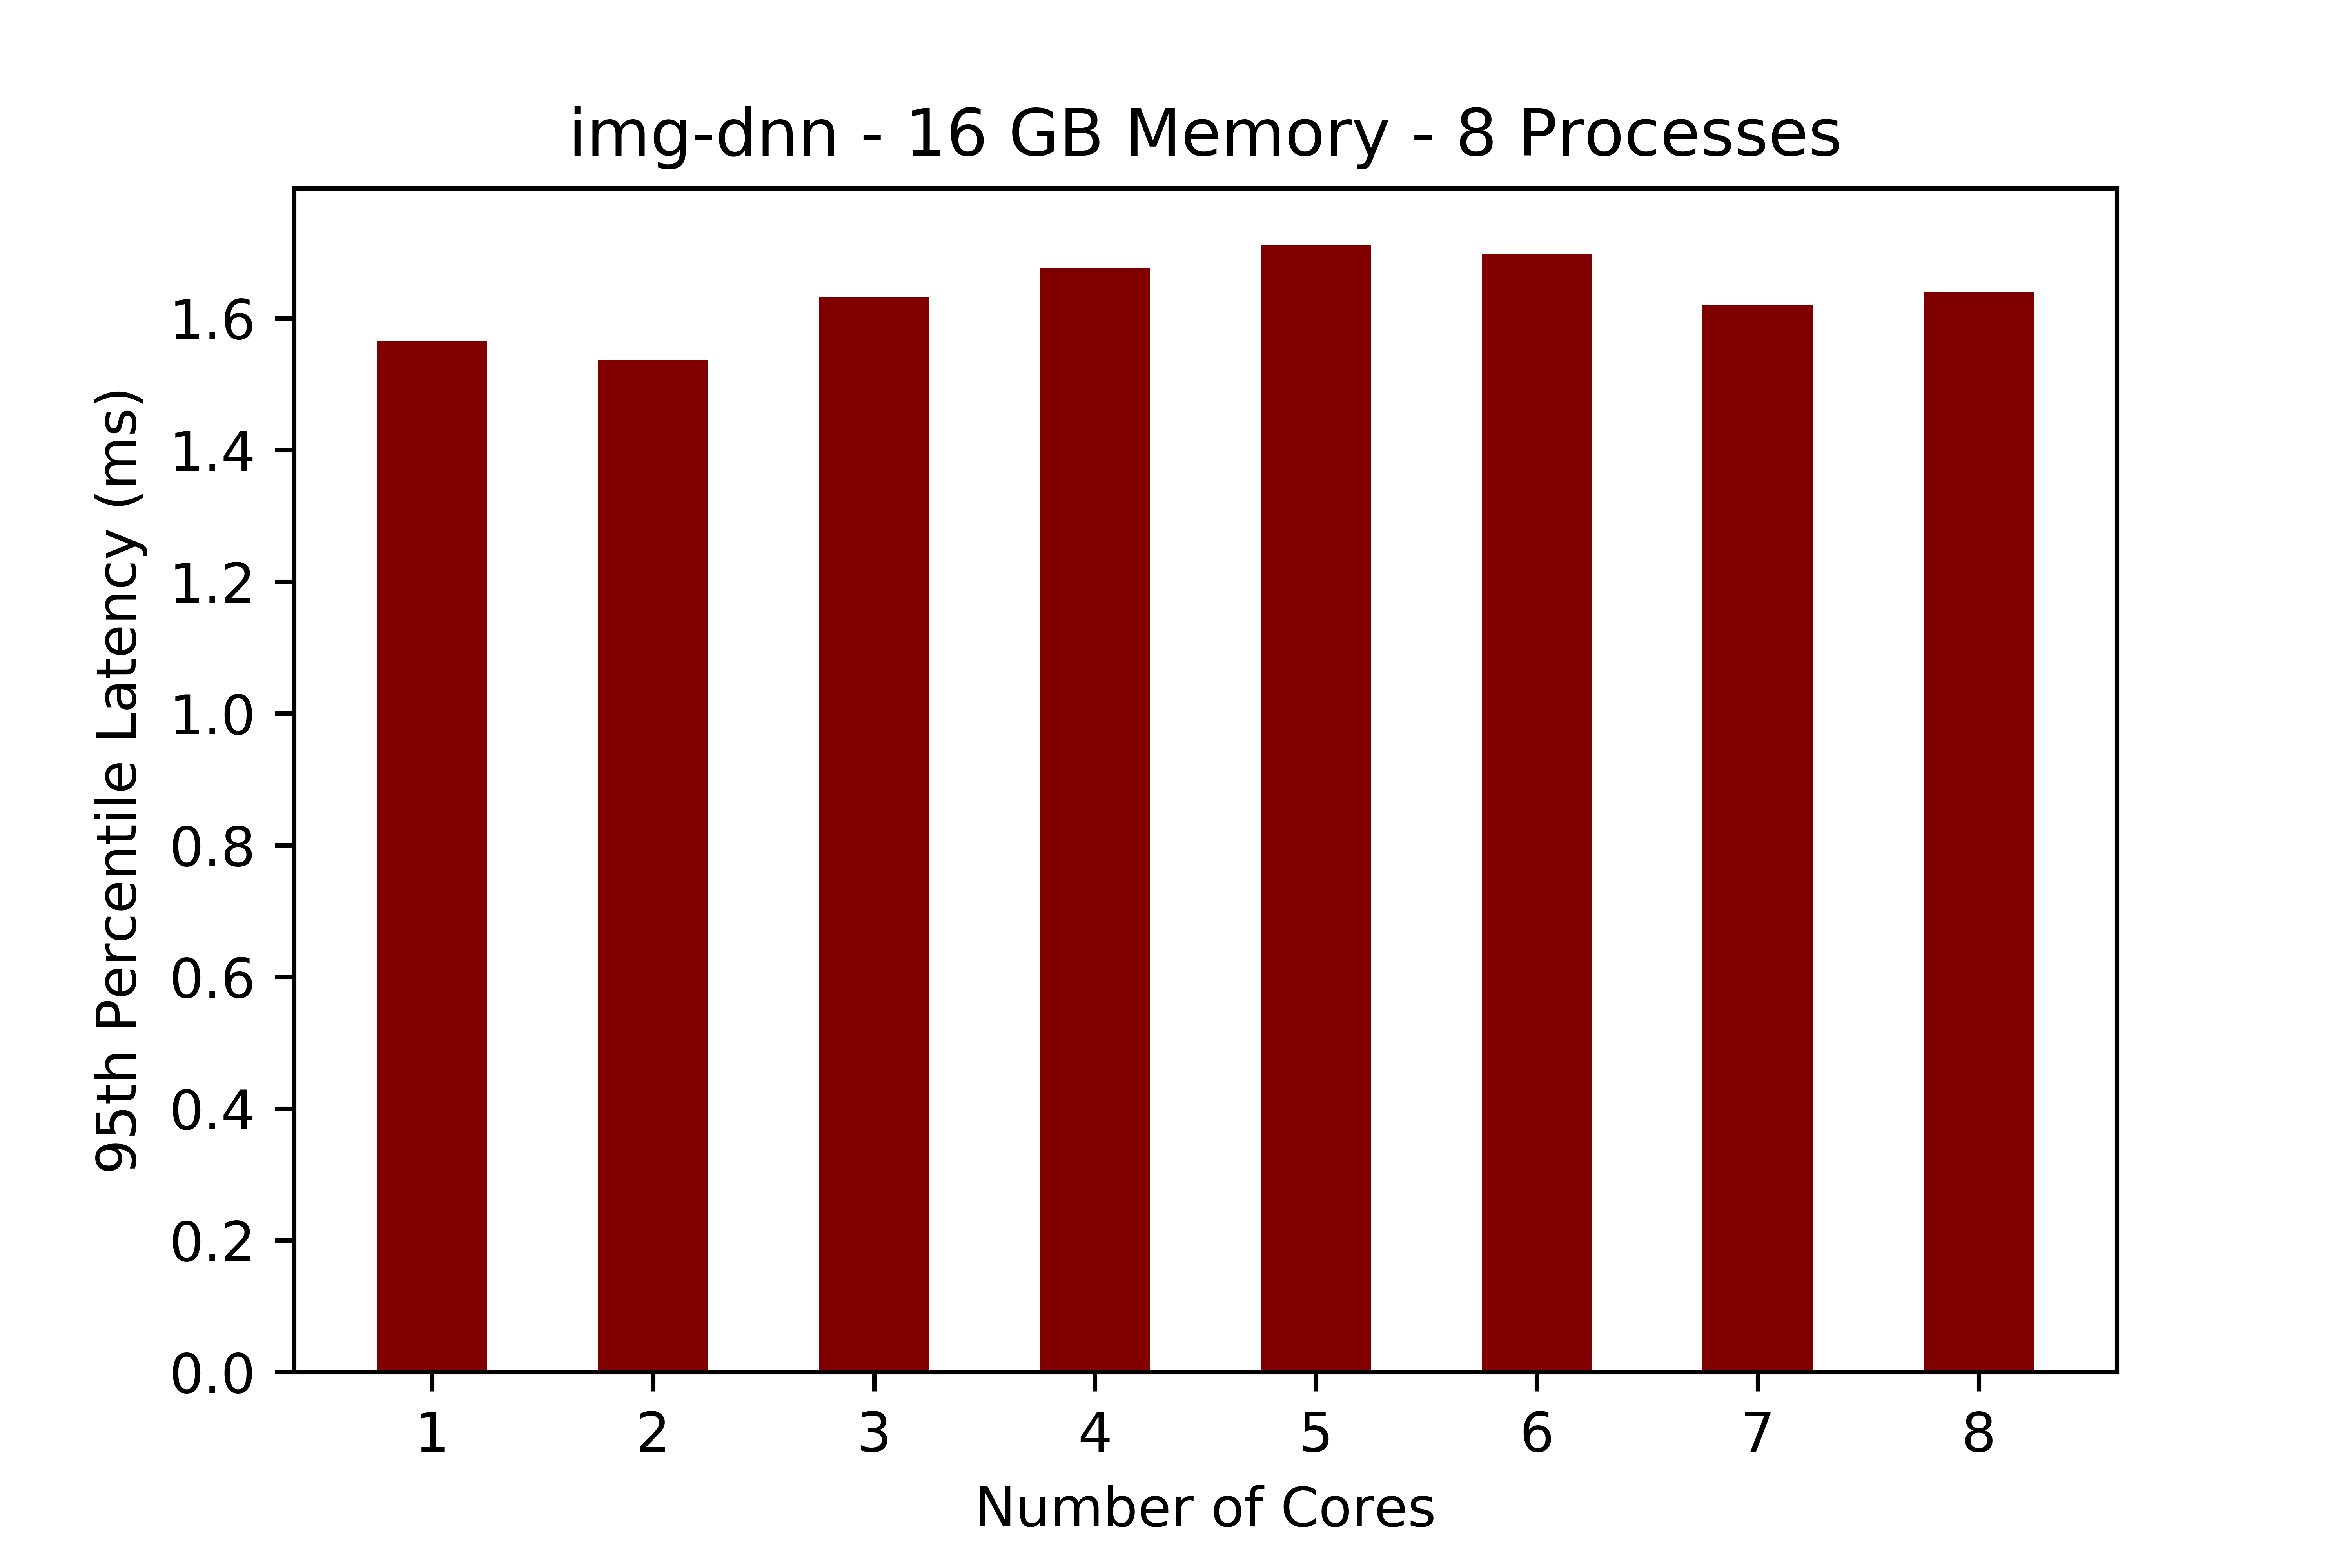 img-dnn - 16 GB Memory - 8 Processes
95th Percentile Latency (ms)
1.6
1.4
1.2
1.0
0.8
0.6
0.4
0.2
0.0
1 2 3 4 5 6 7 8
Number of Cores